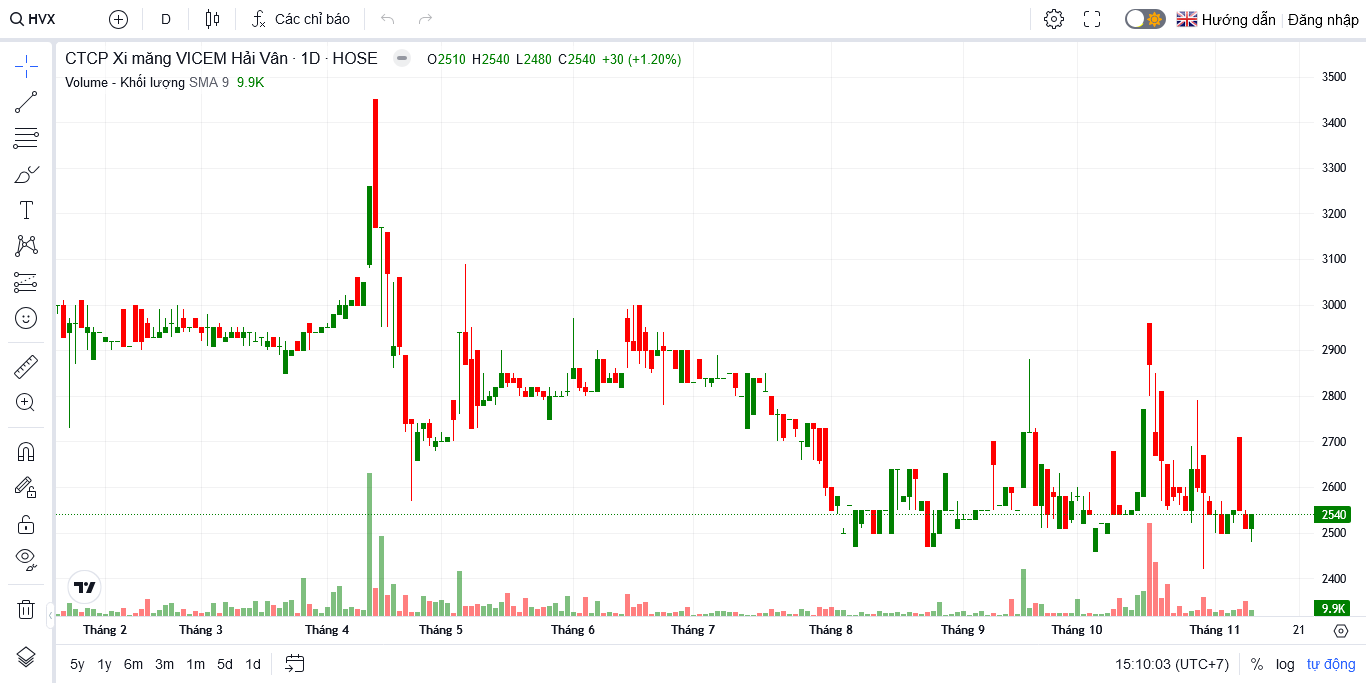 HVX D Các chỉ báo Hướng dẫn Đăng nhập
CTCP Xi măng VICEM Hải Vân · 1D · HOSE O2510 H2540 L2480 C2540 +30 (+1.20%)
Volume - Khối lượng SMA 9 9.9K
3500
3400
3300
3200
3100
3000
2900
2800
2700
2600
2540
2500
2400
9.9K
Tháng 2 Tháng 3 Tháng 4 Tháng 5 Tháng 6 Tháng 7 Tháng 8 Tháng 9 Tháng 10 Tháng 11 21
5y 1y 6m 3m 1m 5d 1d 15:10:03 (UTC+7) % log tự động